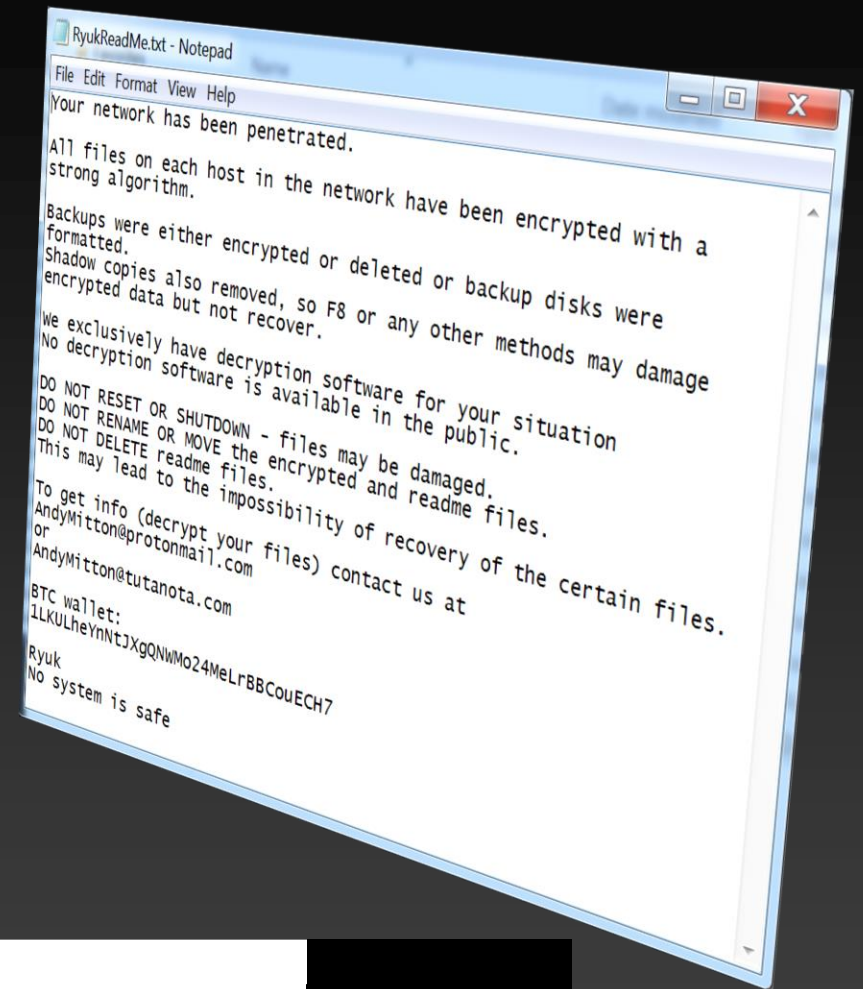 RyukReadMe.txt - Notepad
File Edit Format View Help
Your network has been penetrated.
All files on each host in the network have been encrypted with a
strong algorithm.
Backups were either encrypted or deleted or backup disks were
formatted.
Shadow copies also removed, so F8 or any other methods may damage
encrypted data but not recover.
We exclusively have decryption software for your situation
No decryption software is available in the public.
DO NOT RESET OR SHUTDOWN - files may be damaged.
DO NOT RENAME OR MOVE the encrypted and readme files.
DO NOT DELETE readme files.
This may lead to the impossibility of recovery of the certain files.
To get info (decrypt your files) contact us at
AndyMitton@protonmail.com
or
AndyMitton@tutanota.com
BTC wallet:
1LKULheYnNtJXgQNWMo24MeLrBBCouECH7
Ryuk
No system is safe